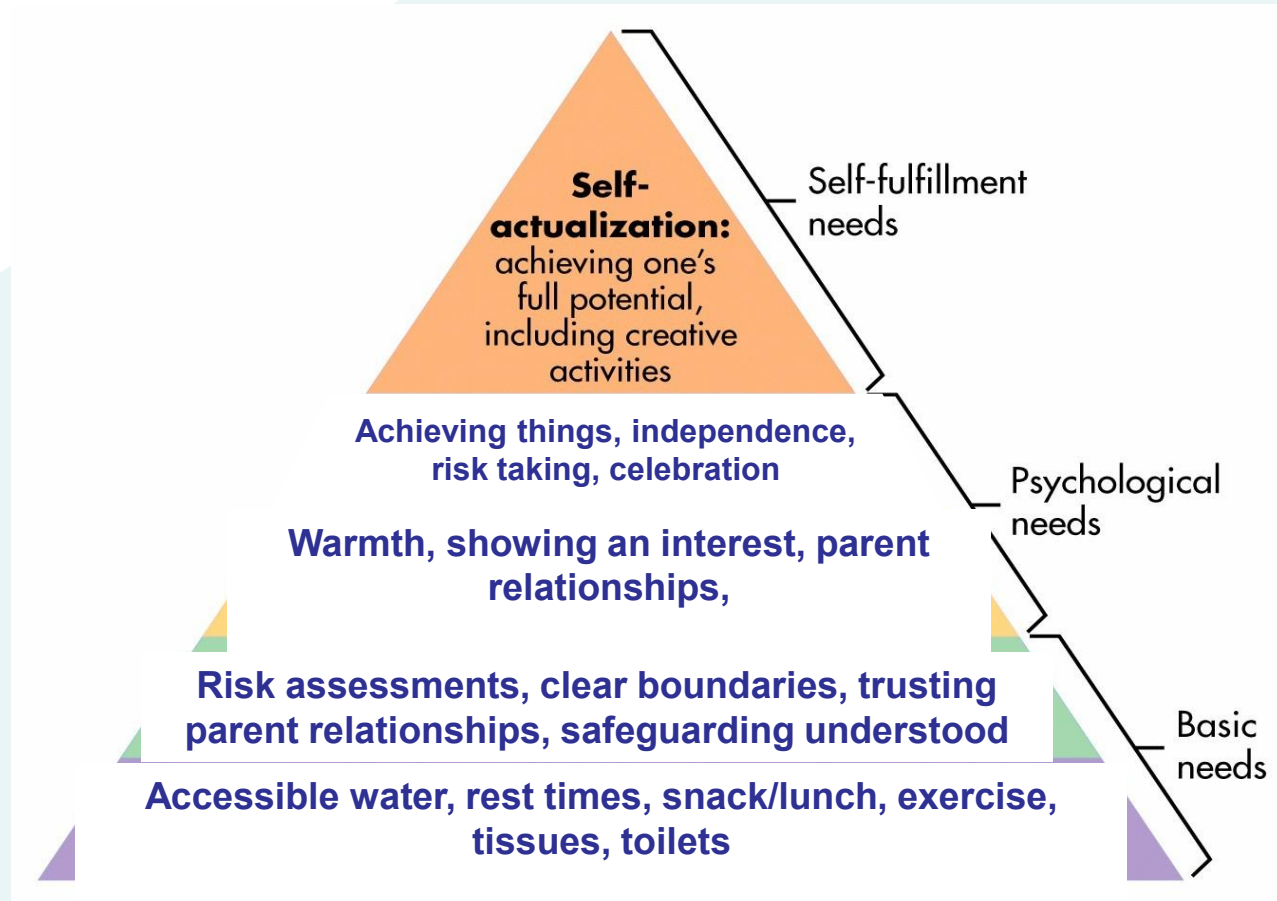 Self-
actualization:
achieving one's
full potential,
including creative
activities
Self-fulfillment
needs
Achieving things, independence,
risk taking, celebration
Psychological
needs
Warmth, showing an interest, parent
relationships,
Risk assessments, clear boundaries, trusting
parent relationships, safeguarding understood
Basic
needs
Accessible water, rest times, snack/lunch, exercise,
tissues, toilets